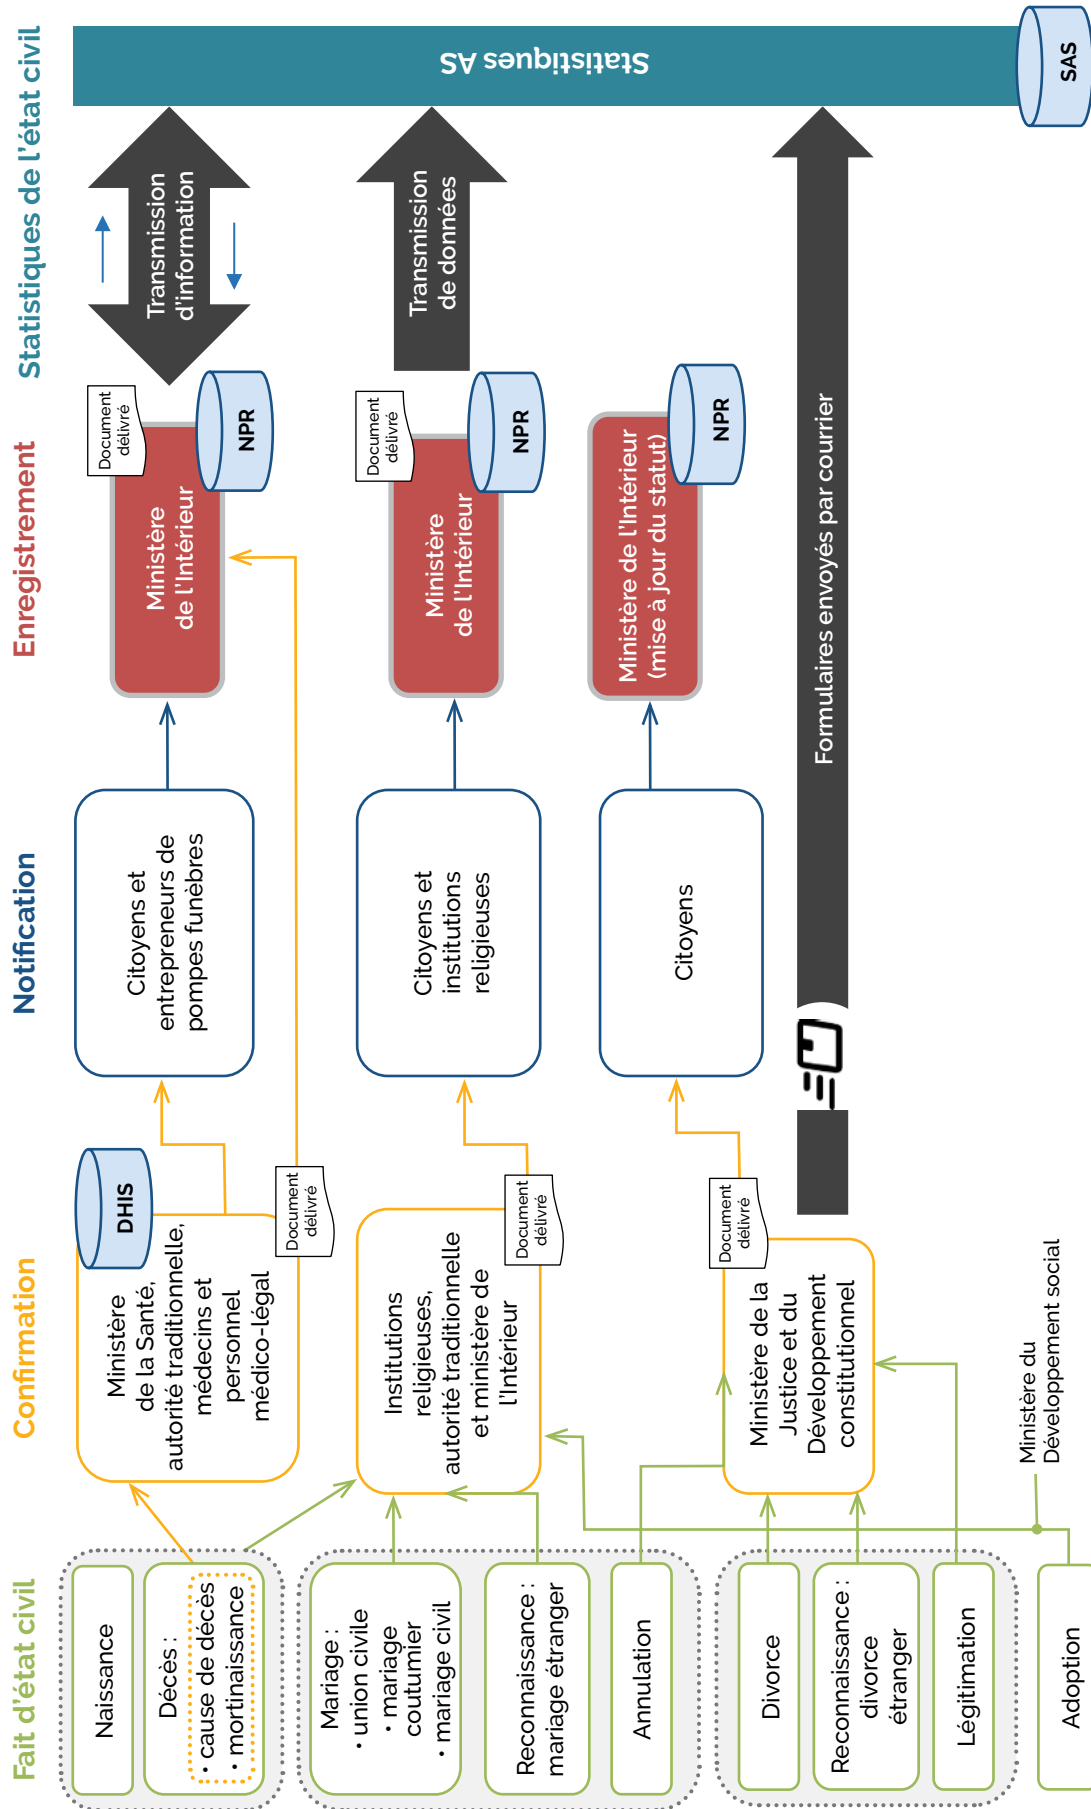 Fait d'état civil
Confirmation
Notification
Enregistrement
Statistiques de l'état civil
Naissance
Décès :
• cause de décès
• mortinaissance
Ministère
de la Santé,
autorité traditionnelle,
médecins et
personnel
médico-légal
DHIS
Document
délivré
Citoyens et
entrepreneurs de
pompes funèbres
Ministère
de l'Intérieur
Document
délivré
NPR
Transmission
d'information
Mariage :
• union civile
• mariage
coutumier
• mariage civil
Reconnaissance :
mariage étranger
Annulation
Institutions
religieuses,
autorité traditionnelle
et ministère de
l'Intérieur
Document
délivré
Citoyens et
institutions
religieuses
Ministère
de l'Intérieur
Document
délivré
NPR
Transmission
de données
Divorce
Reconnaissance :
divorce
étranger
Légitimation
Adoption
Ministère de la
Justice et du
Développement
constitutionnel
Document
délivré
Citoyens
Ministère de l'Intérieur
(mise à jour du statut)
NPR
Formulaires envoyés par courrier
Ministère du
Développement social
Statistiques AS
SAS